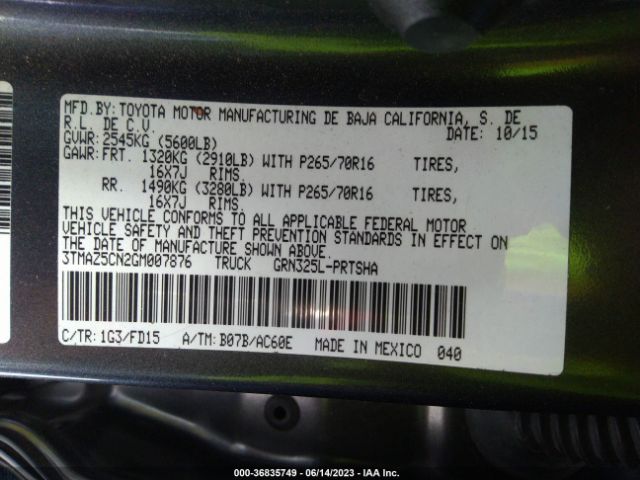 MFD.BY: TOYOTA MOTOR MANUFACTURING DE BAJA CALIFORNIA, S. DE
R.L. DE C.V. DATE: 10/15
GVWR: 2545KG (5600LB)
GAWR: FRT. 1320KG (2910LB) WITH P265/70R16 TIRES,
16X7J RIMS.
RR. 1490KG (3280LB) WITH P265/70R16 TIRES,
16X7J RIMS.
THIS VEHICLE CONFORMS TO ALL APPLICABLE FEDERAL MOTOR
VEHICLE SAFETY AND THEFT PREVENTION STANDARDS IN EFFECT ON
THE DATE OF MANUFACTURE SHOWN ABOVE.
3TMAZ5CN2GM007876 TRUCK GRN325L-PRTSHA
C/TR: 1G3/FD15 A/TM: B07B/AC60E MADE IN MEXICO 040
000-36835749 - 06/14/2023 - IAA Inc.